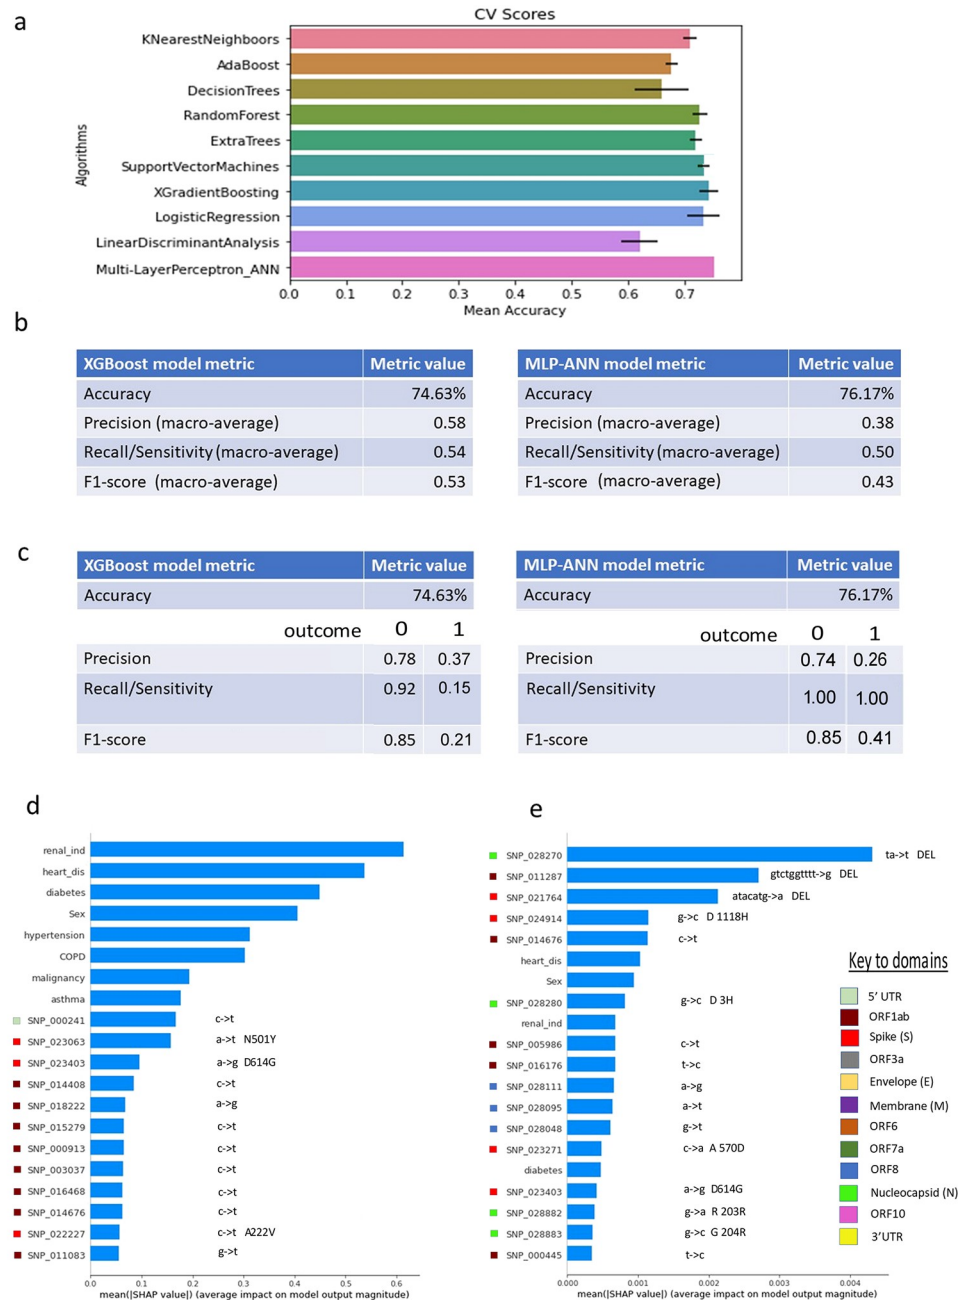 a
CV Scores
Algorithms
KNearestNeighboors
AdaBoost
DecisionTrees
RandomForest
ExtraTrees
SupportVectorMachines
XGradientBoosting
LogisticRegression
LinearDiscriminantAnalysis
Multi-LayerPerceptron_ANN
0.0 0.1 0.2 0.3 0.4 0.5 0.6 0.7
Mean Accuracy
b
XGBoost model metric Metric value
Accuracy 74.63%
Precision (macro-average) 0.58
Recall/Sensitivity (macro-average) 0.54
F1-score (macro-average) 0.53
MLP-ANN model metric Metric value
Accuracy 76.17%
Precision (macro-average) 0.38
Recall/Sensitivity (macro-average) 0.50
F1-score (macro-average) 0.43
c
XGBoost model metric Metric value
Accuracy 74.63%
outcome 0 1
Precision 0.78 0.37
Recall/Sensitivity 0.92 0.15
F1-score 0.85 0.21
MLP-ANN model metric Metric value
Accuracy 76.17%
outcome 0 1
Precision 0.74 0.26
Recall/Sensitivity 1.00 1.00
F1-score 0.85 0.41
d
renal_ind
heart_dis
diabetes
Sex
hypertension
COPD
malignancy
asthma
SNP_000241 c->t
SNP_023063 a->t N501Y
SNP_023403 a->g D614G
SNP_014408 c->t
SNP_018222 a->g
SNP_015279 c->t
SNP_000913 c->t
SNP_003037 c->t
SNP_016468 c->t
SNP_014676 c->t
SNP_022227 c->t A222V
SNP_011083 g->t
0.0 0.1 0.2 0.3 0.4 0.5 0.6
mean(|SHAP value|) (average impact on model output magnitude)
e
SNP_028270 ta->t DEL
SNP_011287 gtctggtttt->g DEL
SNP_021764 atacatg->a DEL
SNP_024914 g->c D 1118H
SNP_014676 c->t
heart_dis
Sex
SNP_028280 g->c D 3H
renal_ind
SNP_005986 c->t
SNP_016176 t->c
SNP_028111 a->g
SNP_028095 a->t
SNP_028048 g->t
SNP_023271 c->a A 570D
diabetes
SNP_023403 a->g D614G
SNP_028882 g->a R 203R
SNP_028883 g->c G 204R
SNP_000445 t->c
0.000 0.001 0.002 0.003 0.004
mean(|SHAP value|) (average impact on model output magnitude)
Key to domains
5' UTR
ORF1ab
Spike (S)
ORF3a
Envelope (E)
Membrane (M)
ORF6
ORF7a
ORF8
Nucleocapsid (N)
ORF10
3'UTR